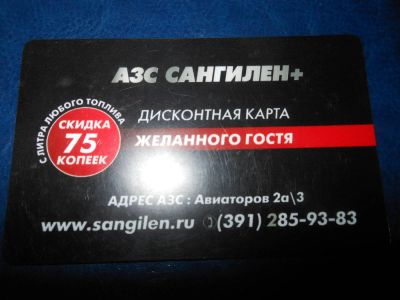 АЗС САНГИЛЕН+
С ЛИТРА ЛЮБОГО ТОПЛИВА
СКИДКА
75
КОПЕЕК
ДИСКОНТНАЯ КАРТА
ЖЕЛАННОГО ГОСТЯ
АДРЕС АЗС : Авиаторов 2а\3
www.sangilen.ru (391) 285-93-83